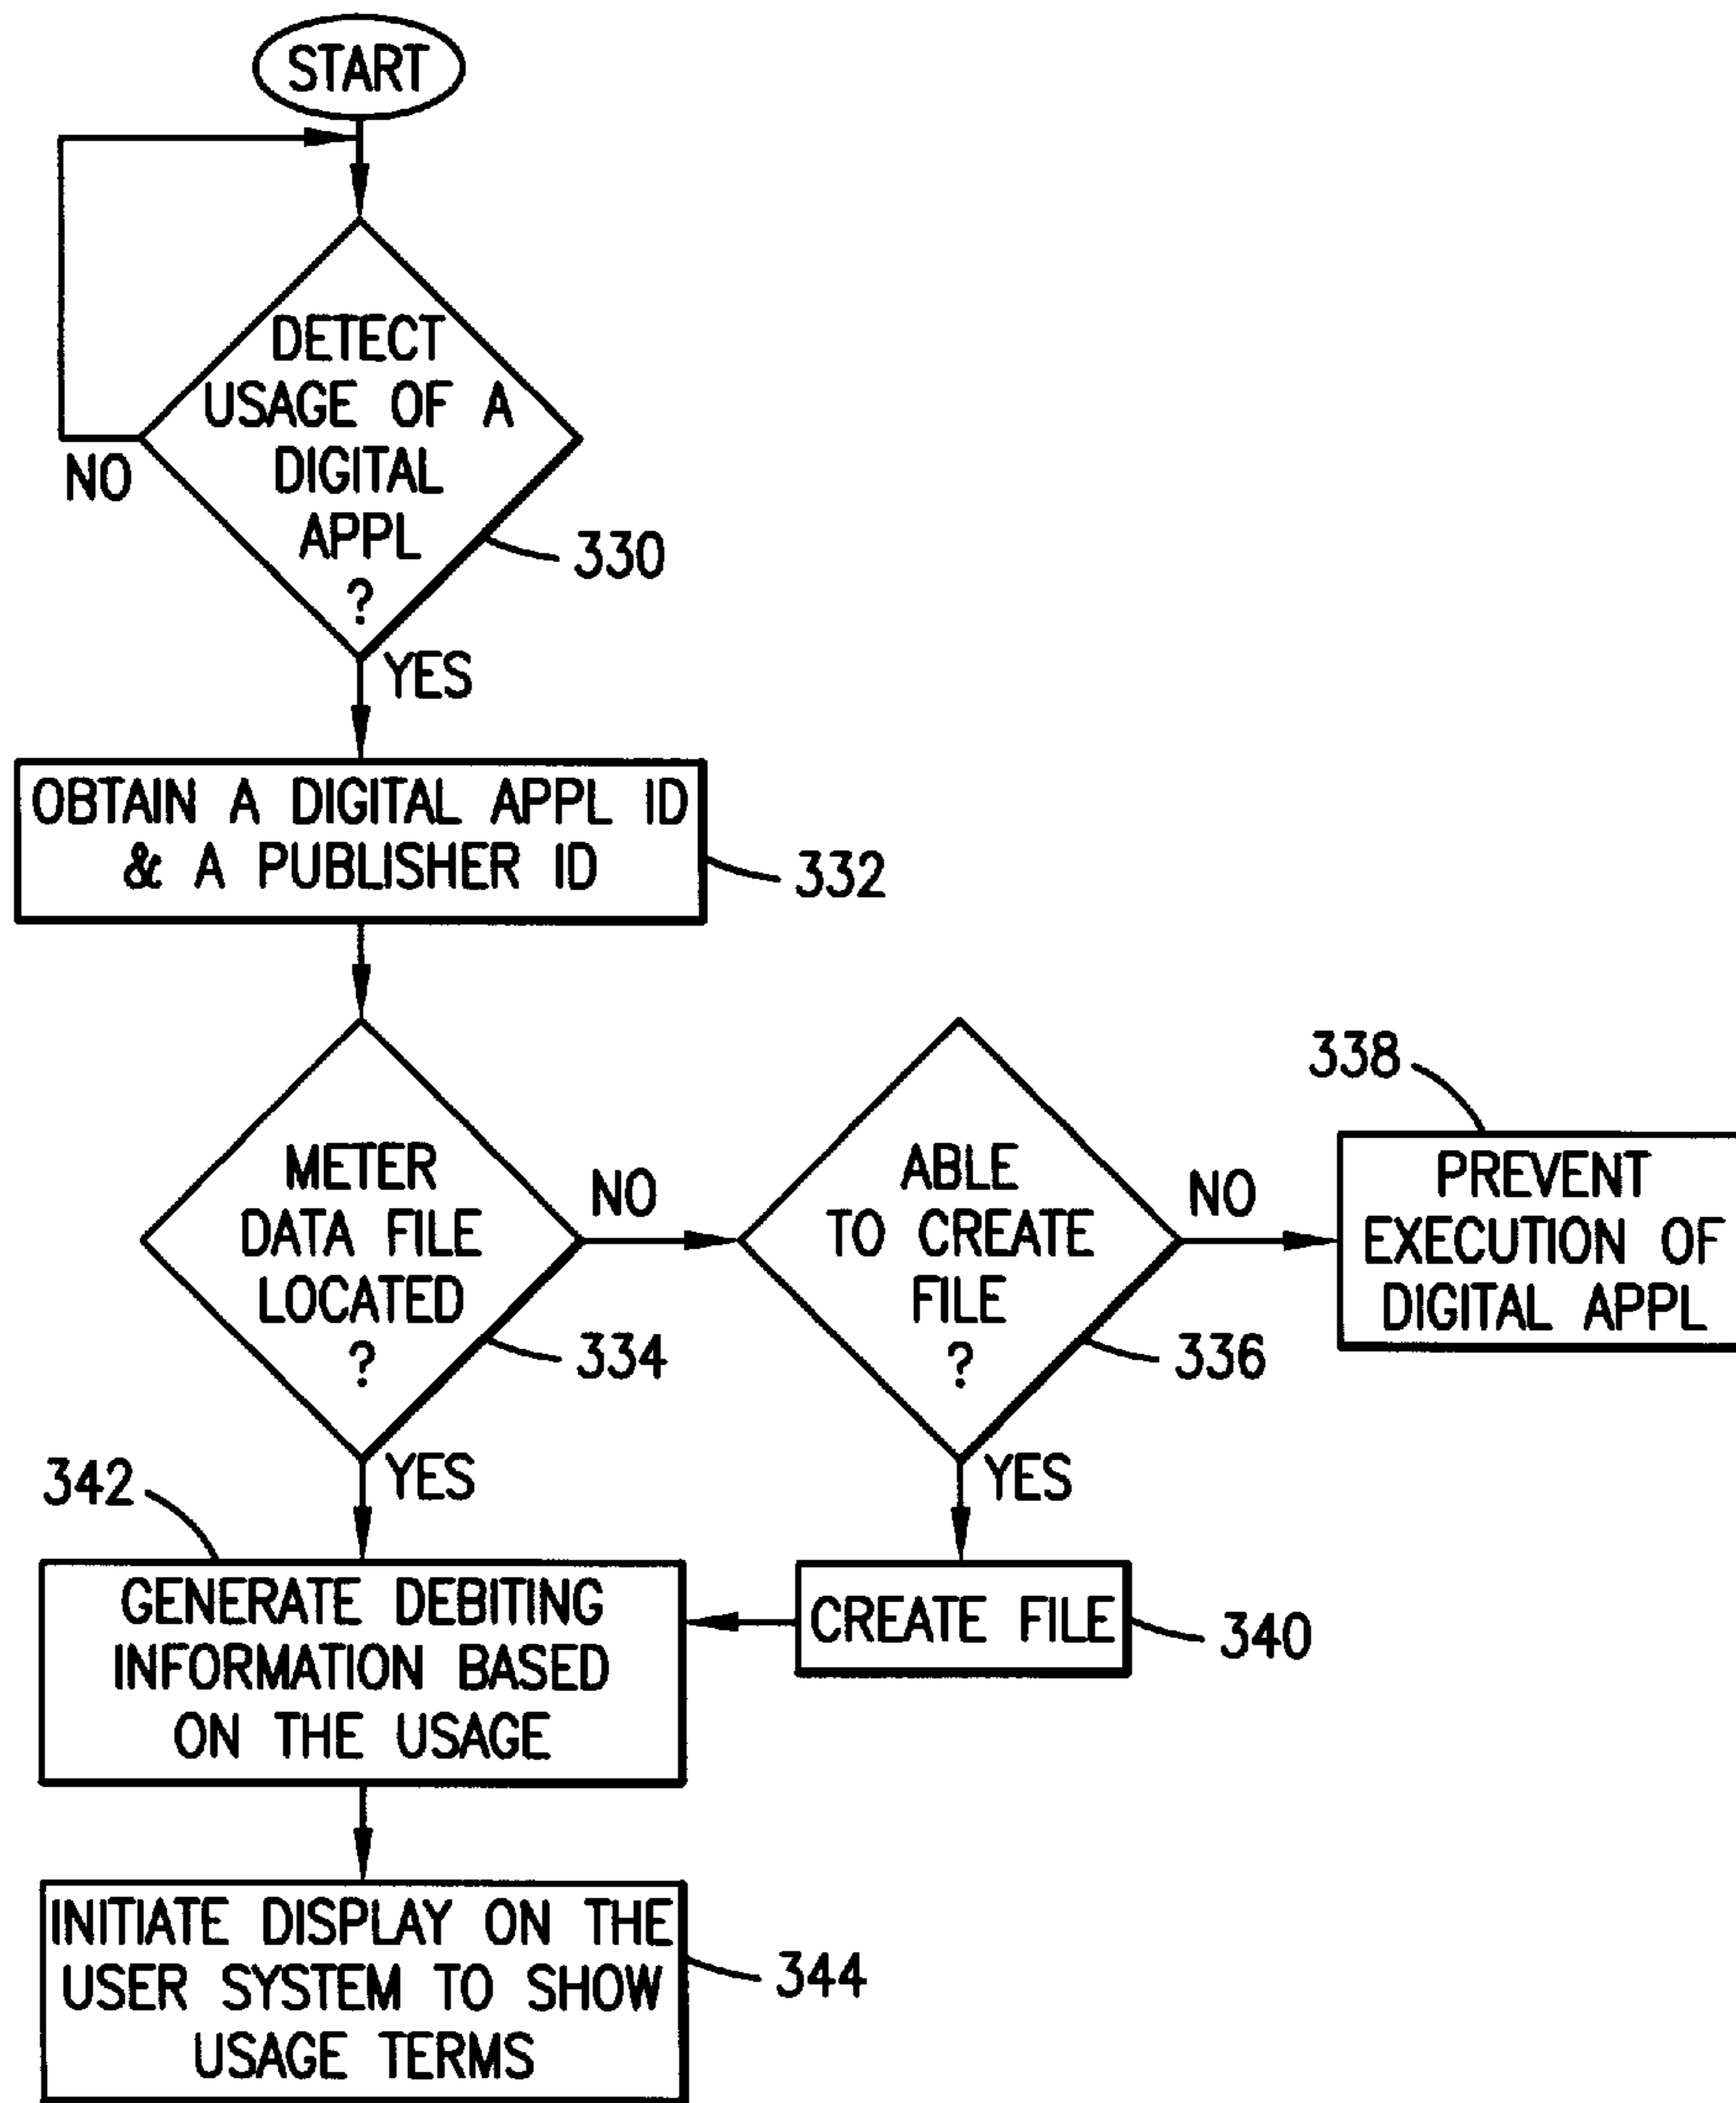 START
DETECT
USAGE OF A
DIGITAL
APPL
?
NO
330
YES
OBTAIN A DIGITAL APPL ID
& A PUBLISHER ID
332
METER
DATA FILE
LOCATED
?
NO
334
YES
ABLE
TO CREATE
FILE
?
NO
336
YES
338
PREVENT
EXECUTION OF
DIGITAL APPL
342
GENERATE DEBITING
INFORMATION BASED
ON THE USAGE
CREATE FILE
340
INITIATE DISPLAY ON THE
USER SYSTEM TO SHOW
USAGE TERMS
344